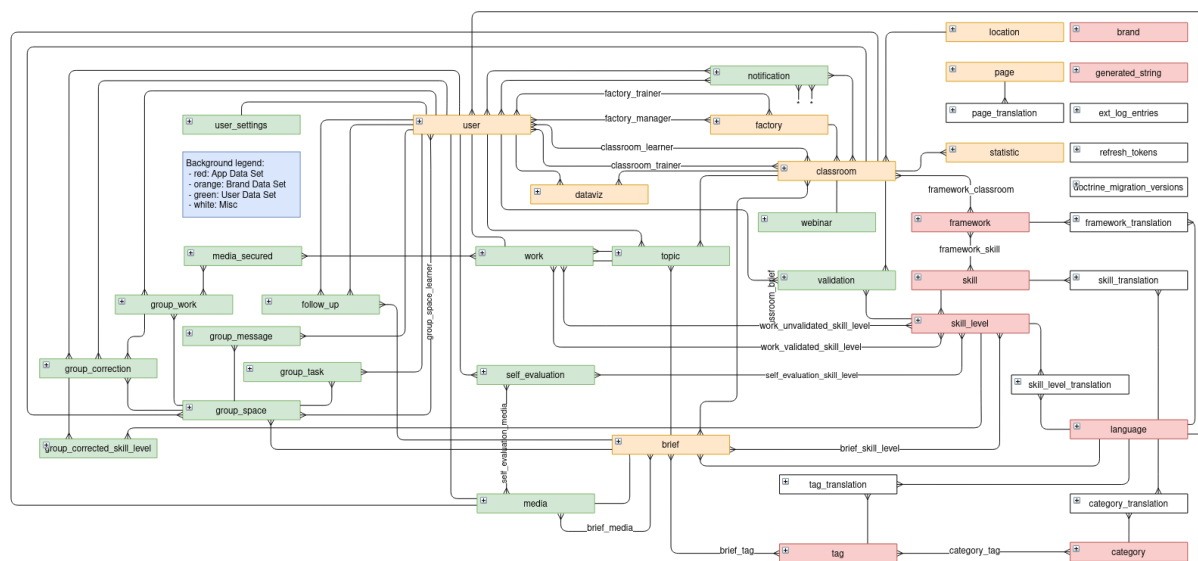 location
brand
page
generated_string
notification
factory_trainer
page_translation
ext_log_entries
user_settings
user
factory_manager
factory
classroom_learner
statistic
refresh_tokens
Background legend:
- red: App Data Set
- orange: Brand Data Set
- green: User Data Set
- white: Misc
classroom_trainer
classroom
framework_classroom
doctrine_migration_versions
dataviz
webinar
framework
framework_translation
media_secured
work
topic
framework_skill
validation
skill
skill_translation
group_work
follow_up
group_space_learner
classroom_brief
group_message
work_unvalidated_skill_level
skill_level
work_validated_skill_level
group_correction
group_task
self_evaluation
self_evaluation_skill_level
skill_level_translation
group_space
self_evaluation_media
language
group_corrected_skill_level
brief
brief_skill_level
tag_translation
media
category_translation
brief_media
brief_tag
tag
category_tag
category